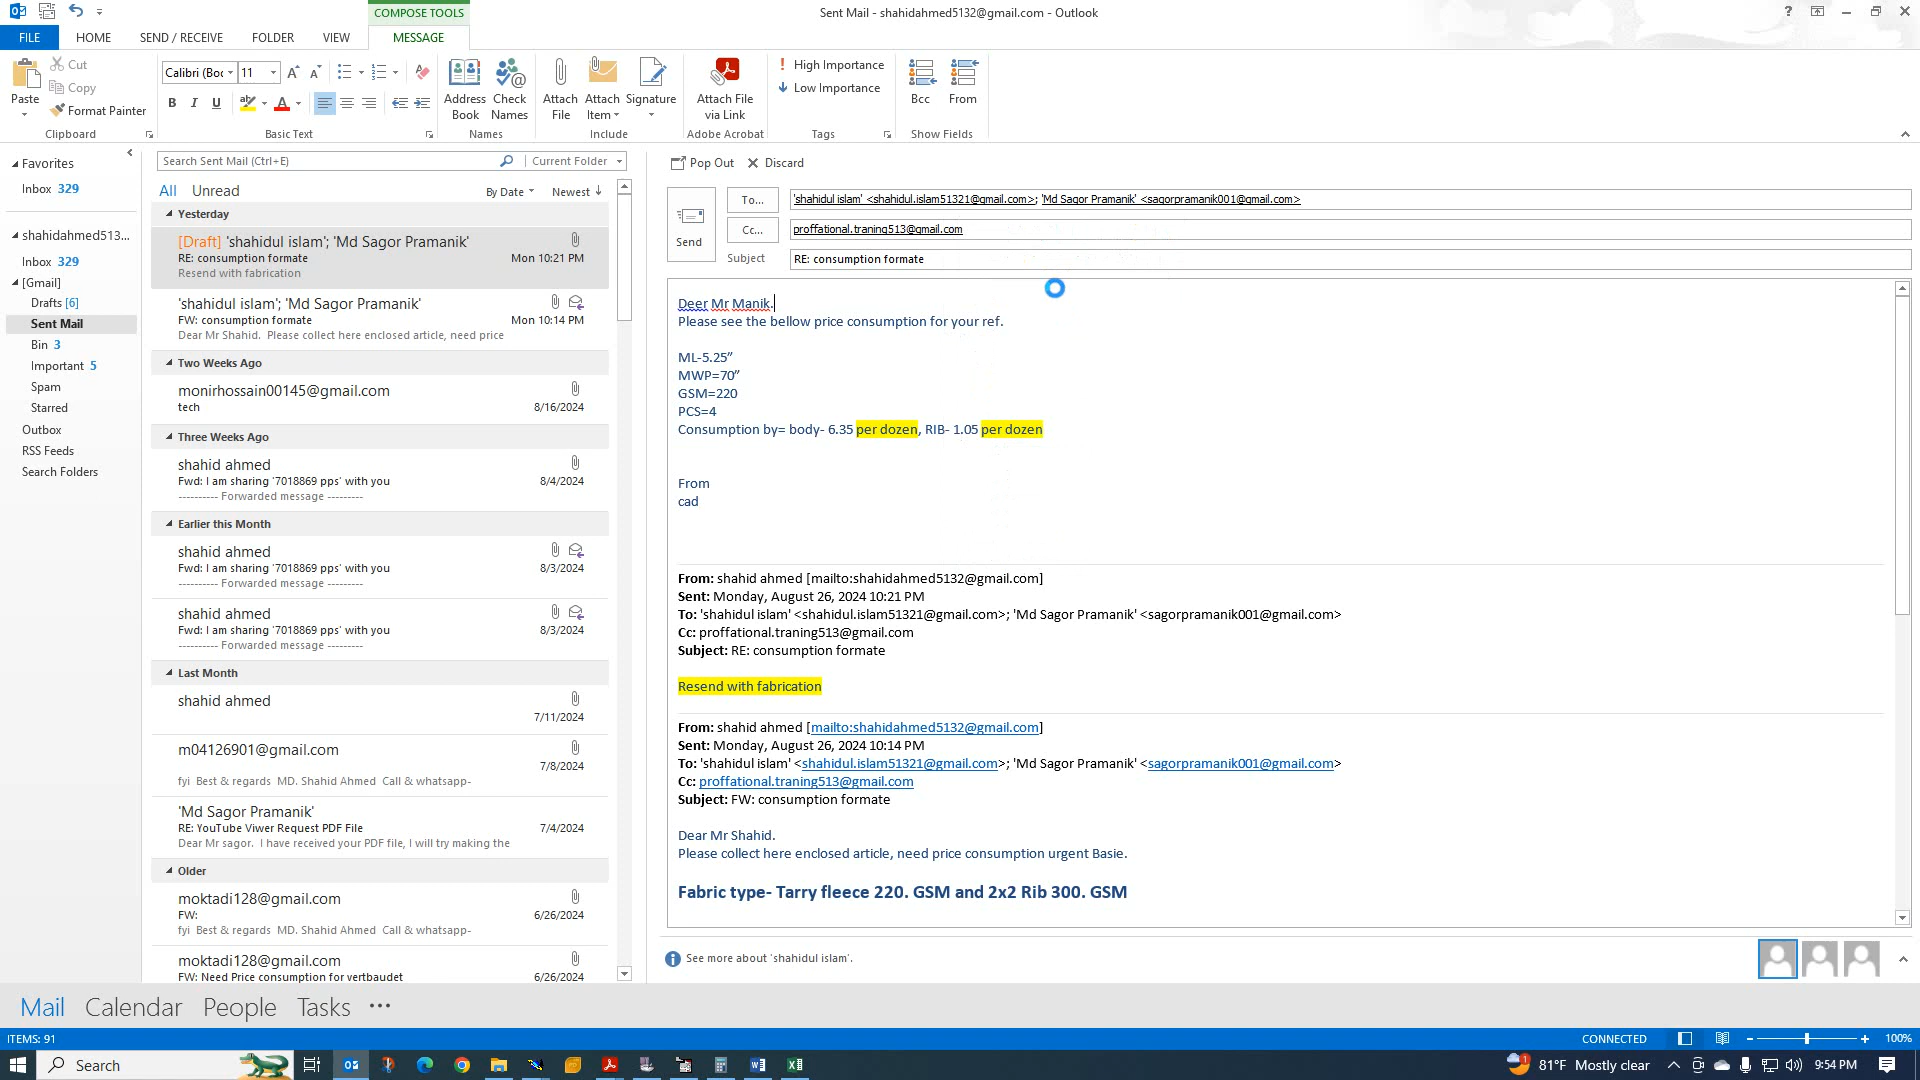 Sent Mail - shahidahmed5132@gmail.com - Outlook
COMPOSE TOOLS
FILE
HOME
SEND / RECEIVE
FOLDER
VIEW
MESSAGE
Paste
Cut
Copy
Format Painter
Clipboard
Calibri (Boc
11
B I U
Basic Text
Address Book
Check Names
Names
Attach File
Attach Item
Signature
Include
Attach File via Link
Adobe Acrobat
High Importance
Low Importance
Tags
Bcc
From
Show Fields
Favorites
Inbox 329
shahidahmed513...
Inbox 329
[Gmail]
Drafts [6]
Sent Mail
Bin 3
Important 5
Spam
Starred
Outbox
RSS Feeds
Search Folders
Search Sent Mail (Ctrl+E)
Current Folder
All Unread
By Date
Newest
Yesterday
[Draft] 'shahidul islam'; 'Md Sagor Pramanik'
RE: consumption formate
Mon 10:21 PM
Resend with fabrication
'shahidul islam'; 'Md Sagor Pramanik'
FW: consumption formate
Mon 10:14 PM
Dear Mr Shahid. Please collect here enclosed article, need price
Two Weeks Ago
monirhossain00145@gmail.com
tech
8/16/2024
Three Weeks Ago
shahid ahmed
Fwd: I am sharing '7018869 pps' with you
8/4/2024
---------- Forwarded message ---------
Earlier this Month
shahid ahmed
Fwd: I am sharing '7018869 pps' with you
8/3/2024
---------- Forwarded message ---------
shahid ahmed
Fwd: I am sharing '7018869 pps' with you
8/3/2024
---------- Forwarded message ---------
Last Month
shahid ahmed
7/11/2024
m04126901@gmail.com
7/8/2024
fyi Best & regards MD. Shahid Ahmed Call & whatsapp-
'Md Sagor Pramanik'
RE: YouTube Viwer Request PDF File
7/4/2024
Dear Mr sagor. I have received your PDF file, I will try making the
Older
moktadi128@gmail.com
FW:
6/26/2024
fyi Best & regards MD. Shahid Ahmed Call & whatsapp-
moktadi128@gmail.com
FW: Need Price consumption for vertbaudet
6/26/2024
Pop Out
Discard
Send
To...
'shahidul islam' <shahidul.islam51321@gmail.com>; 'Md Sagor Pramanik' <sagorpramanik001@gmail.com>
Cc...
proffational.traning513@gmail.com
Subject
RE: consumption formate
Deer Mr Manik.
Please see the bellow price consumption for your ref.
ML-5.25”
MWP=70”
GSM=220
PCS=4
Consumption by= body- 6.35 per dozen, RIB- 1.05 per dozen
From
cad
From: shahid ahmed [mailto:shahidahmed5132@gmail.com]
Sent: Monday, August 26, 2024 10:21 PM
To: 'shahidul islam' <shahidul.islam51321@gmail.com>; 'Md Sagor Pramanik' <sagorpramanik001@gmail.com>
Cc: proffational.traning513@gmail.com
Subject: RE: consumption formate
Resend with fabrication
From: shahid ahmed [mailto:shahidahmed5132@gmail.com]
Sent: Monday, August 26, 2024 10:14 PM
To: 'shahidul islam' <shahidul.islam51321@gmail.com>; 'Md Sagor Pramanik' <sagorpramanik001@gmail.com>
Cc: proffational.traning513@gmail.com
Subject: FW: consumption formate
Dear Mr Shahid.
Please collect here enclosed article, need price consumption urgent Basie.
Fabric type- Tarry fleece 220. GSM and 2x2 Rib 300. GSM
See more about 'shahidul islam'.
Mail Calendar People Tasks
ITEMS: 91
CONNECTED
100%
Search
81°F Mostly clear
9:54 PM